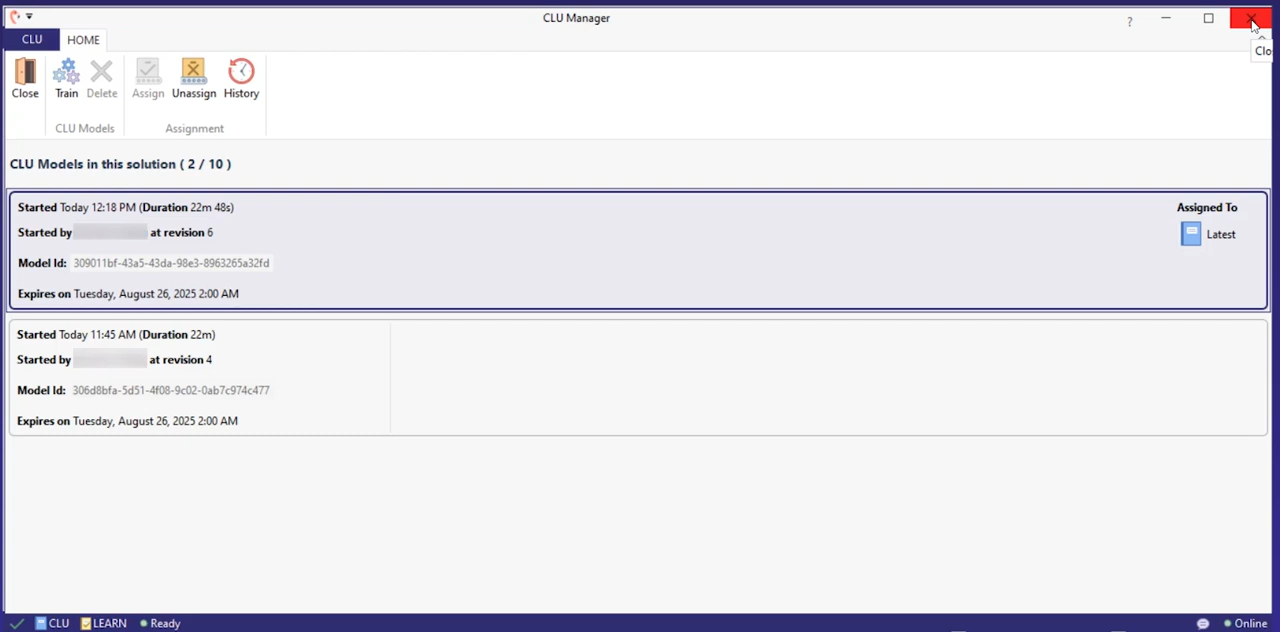 CLU Manager
?
Clo
CLU HOME
Close Train Delete Assign Unassign History
CLU Models Assignment
CLU Models in this solution ( 2 / 10 )
Started Today 12:18 PM (Duration 22m 48s)
Assigned To
Started by at revision 6
Latest
Model Id: 309011bf-43a5-43da-98e3-8963265a32fd
Expires on Tuesday, August 26, 2025 2:00 AM
Started Today 11:45 AM (Duration 22m)
Started by at revision 4
Model Id: 306d8bfa-5d51-4f08-9c02-0ab7c974c477
Expires on Tuesday, August 26, 2025 2:00 AM
CLU LEARN Ready Online